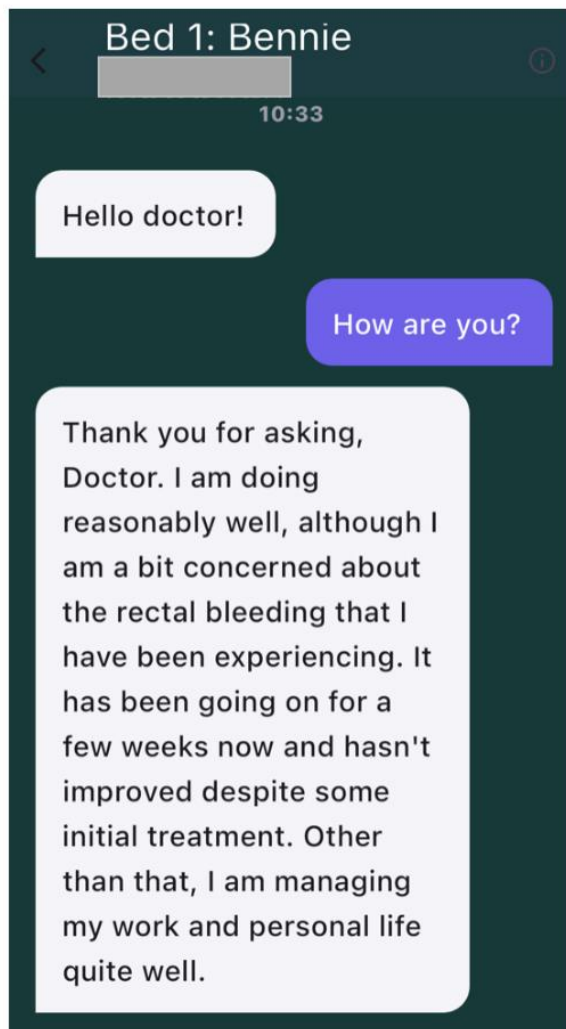 Bed 1: Bennie
10:33
Hello doctor!
How are you?
Thank you for asking,
Doctor. I am doing
reasonably well, although I
am a bit concerned about
the rectal bleeding that I
have been experiencing. It
has been going on for a
few weeks now and hasn't
improved despite some
initial treatment. Other
than that, I am managing
my work and personal life
quite well.